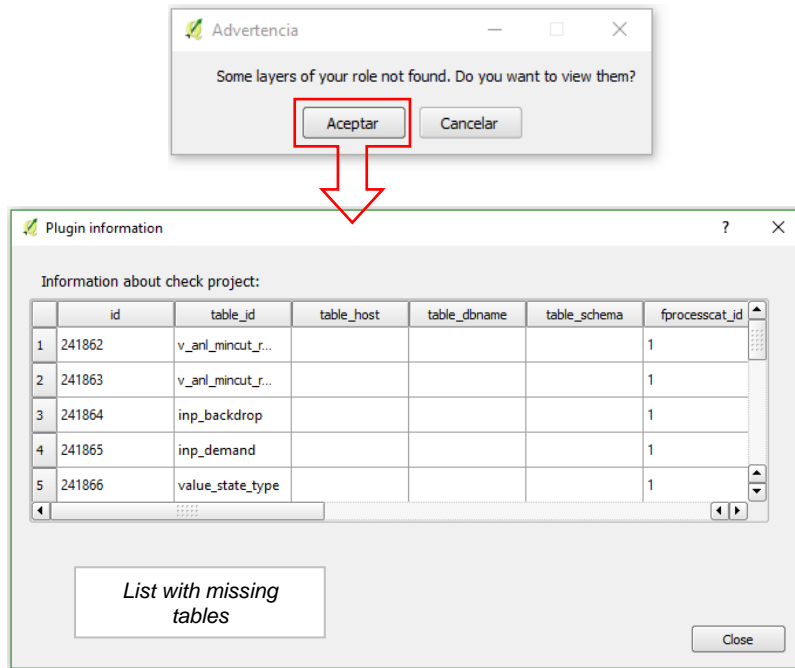 Advertencia
Some layers of your role not found. Do you want to view them?
Aceptar Cancelar
Plugin information ?
Information about check project:
id table_id table_host table_dbname table_schema fprocesscat_id
1 241862 v_anl_mincut_r... 1
2 241863 v_anl_mincut_r... 1
3 241864 inp_backdrop 1
4 241865 inp_demand 1
5 241866 value_state_type 1
List with missing
tables
Close